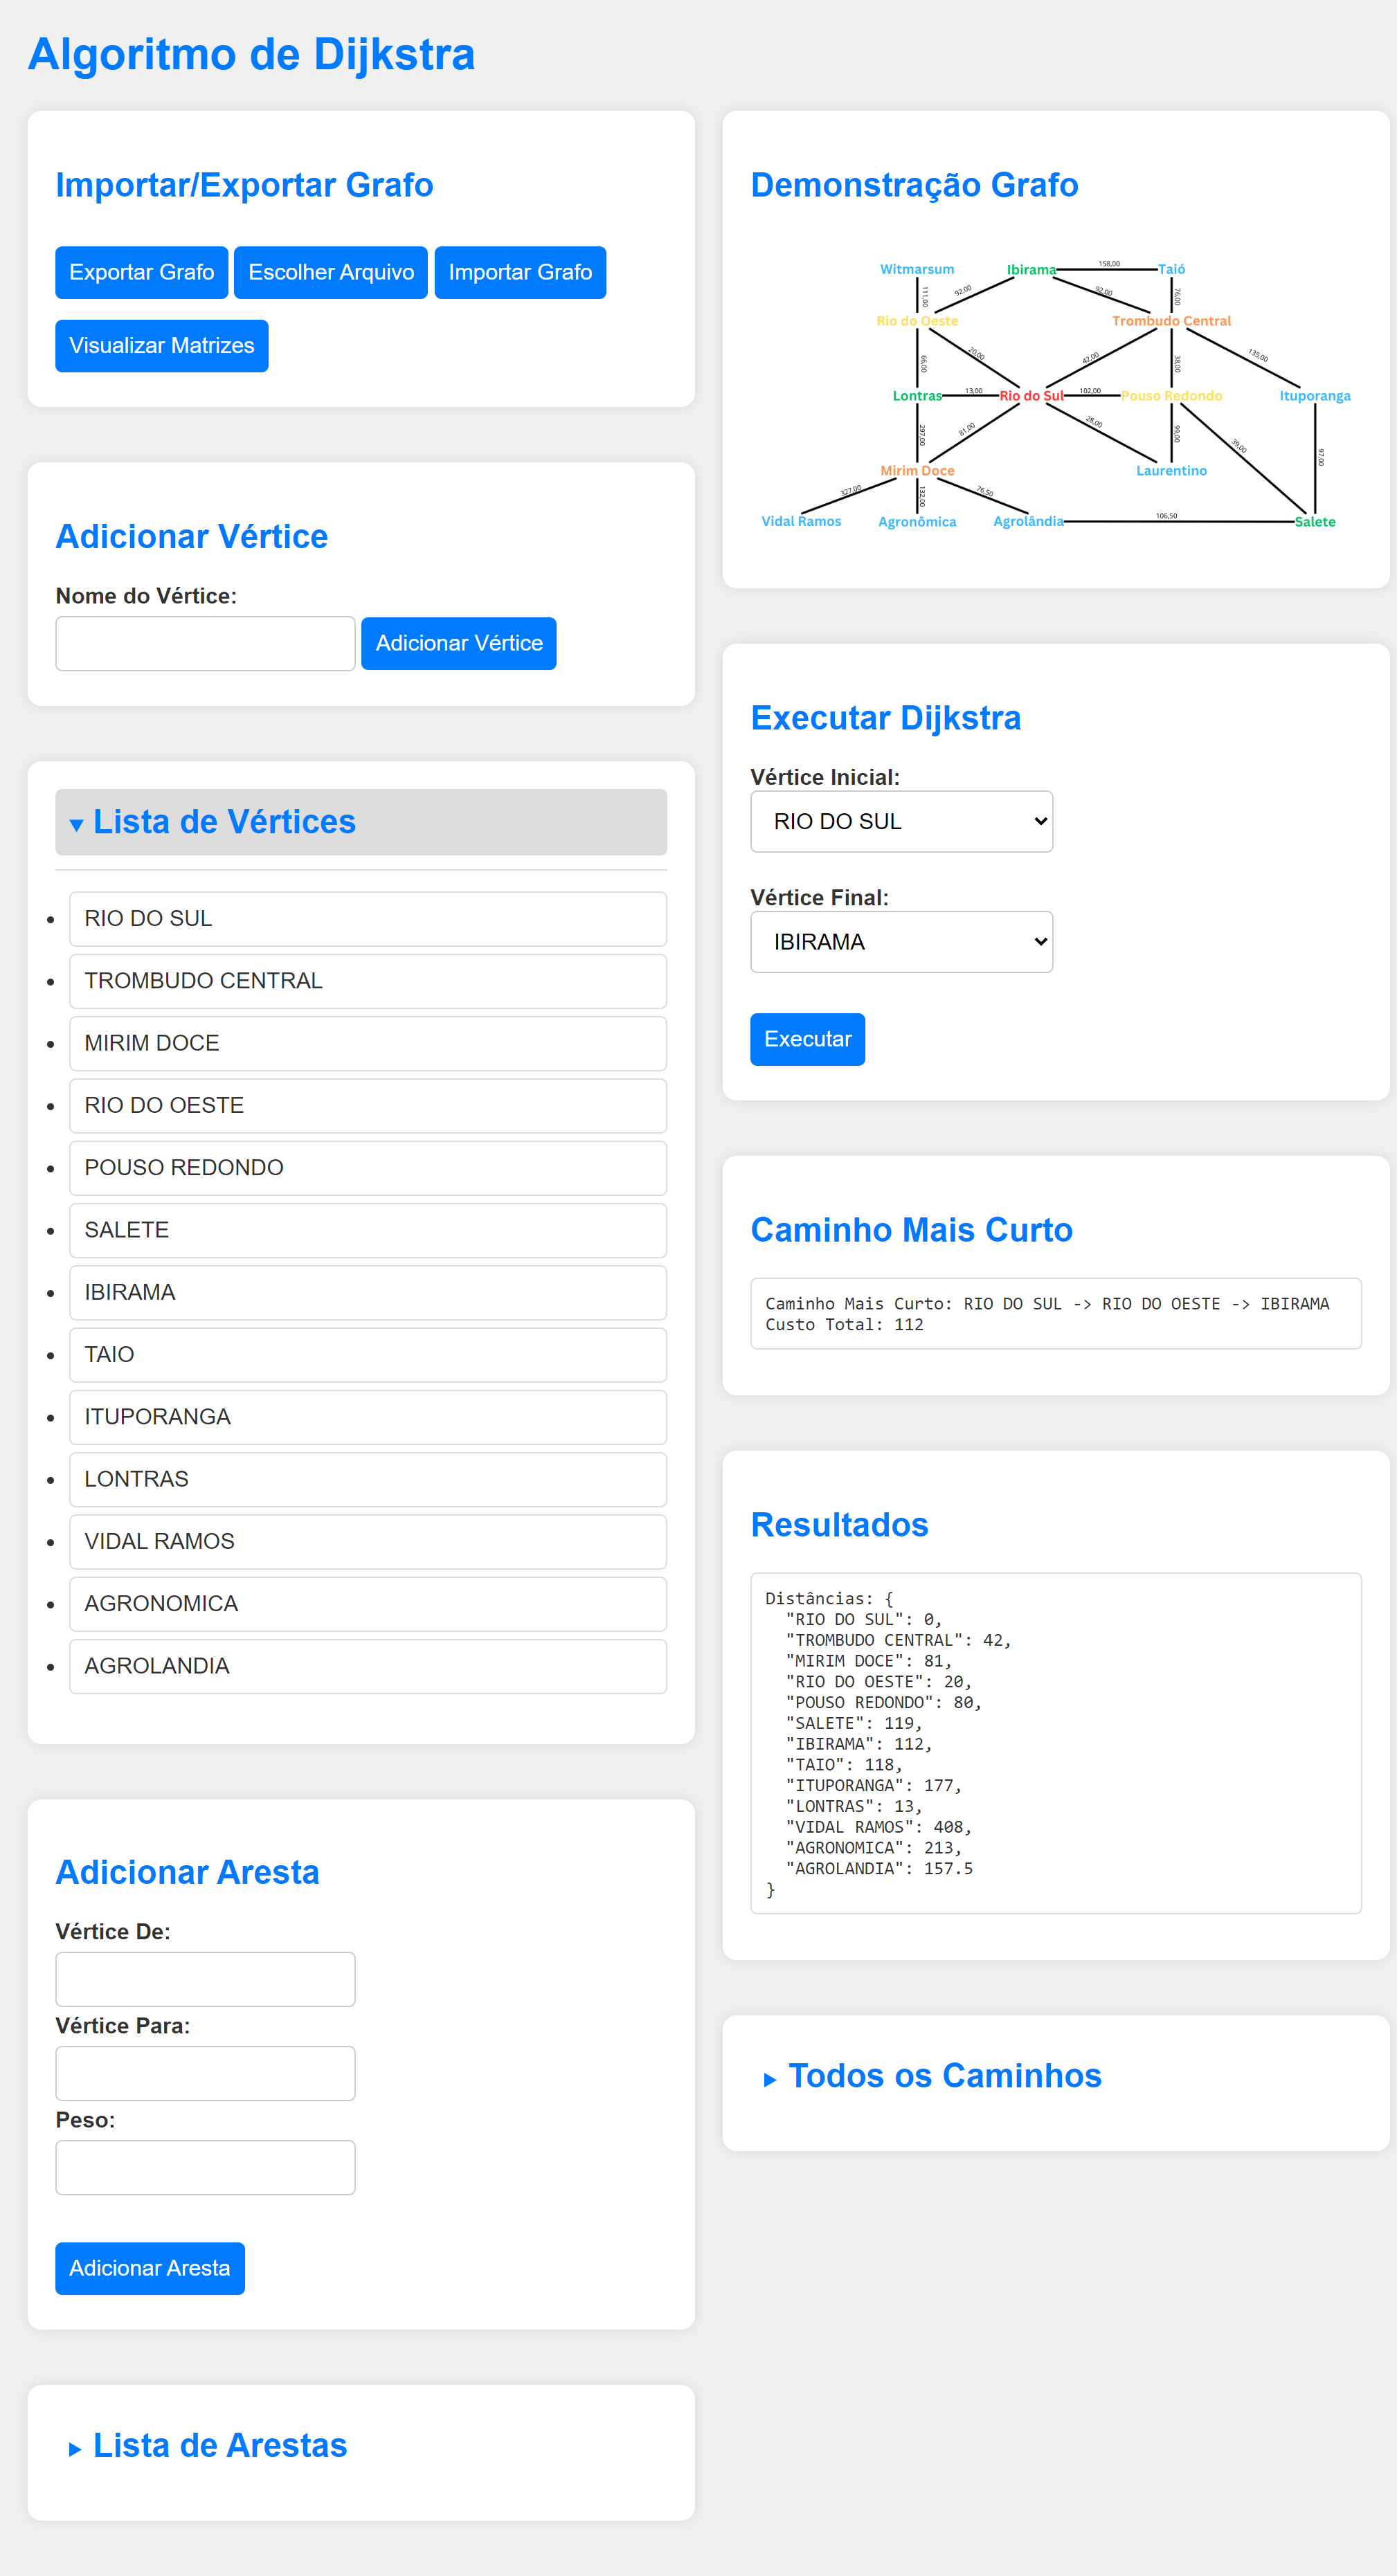 Algoritmo de Dijkstra
Importar/Exportar Grafo
Exportar Grafo
Escolher Arquivo
Importar Grafo
Visualizar Matrizes
Adicionar Vértice
Nome do Vértice:
Adicionar Vértice
Lista de Vértices
RIO DO SUL
TROMBUDO CENTRAL
MIRIM DOCE
RIO DO OESTE
POUSO REDONDO
SALETE
IBIRAMA
TAIO
ITUPORANGA
LONTRAS
VIDAL RAMOS
AGRONOMICA
AGROLANDIA
Adicionar Aresta
Vértice De:
Vértice Para:
Peso:
Adicionar Aresta
Lista de Arestas
Demonstração Grafo
Witmarsum
Ibirama
158,00
Taió
111,00
92,00
92,00
76,00
Rio do Oeste
Trombudo Central
66,00
20,00
42,00
38,00
135,00
Lontras
13,00
Rio do Sul
102,00
Pouso Redondo
Ituporanga
297,00
81,00
28,00
99,00
39,00
97,00
Mirim Doce
Laurentino
327,00
132,00
76,50
Vidal Ramos
Agronômica
Agrolândia
106,50
Salete
Executar Dijkstra
Vértice Inicial:
RIO DO SUL
Vértice Final:
IBIRAMA
Executar
Caminho Mais Curto
Caminho Mais Curto: RIO DO SUL -> RIO DO OESTE -> IBIRAMA
Custo Total: 112
Resultados
Distâncias: {
"RIO DO SUL": 0,
"TROMBUDO CENTRAL": 42,
"MIRIM DOCE": 81,
"RIO DO OESTE": 20,
"POUSO REDONDO": 80,
"SALETE": 119,
"IBIRAMA": 112,
"TAIO": 118,
"ITUPORANGA": 177,
"LONTRAS": 13,
"VIDAL RAMOS": 408,
"AGRONOMICA": 213,
"AGROLANDIA": 157.5
}
Todos os Caminhos